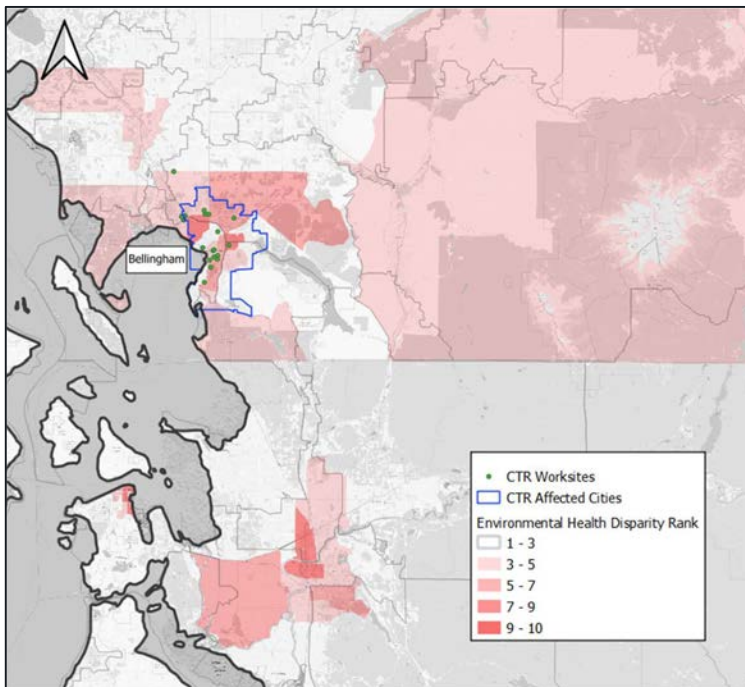 Bellingham
CTR Worksites
CTR Affected Cities
Environmental Health Disparity Rank
1 - 3
3 - 5
5 - 7
7 - 9
9 - 10